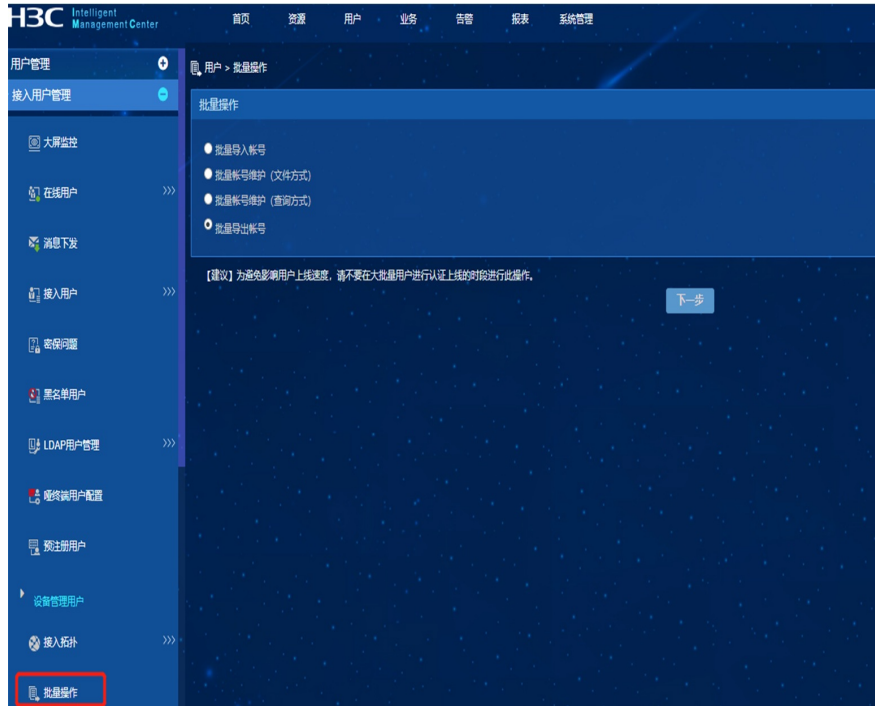 H3C Intelligent Management Center
首页 资源 用户 业务 告警 报表 系统管理
用户管理
接入用户管理
大屏监控
在线用户 >>>
消息下发
接入用户 >>>
密保问题
黑名单用户
LDAP用户管理 >>>
哑终端用户配置
预注册用户
设备管理用户
接入拓扑 >>>
批量操作
用户 > 批量操作
批量操作
批量导入帐号
批量帐号维护（文件方式）
批量帐号维护（查询方式）
批量导出帐号
【建议】为避免影响用户上线速度，请不要在大批量用户进行认证上线的时段进行此操作。
下一步